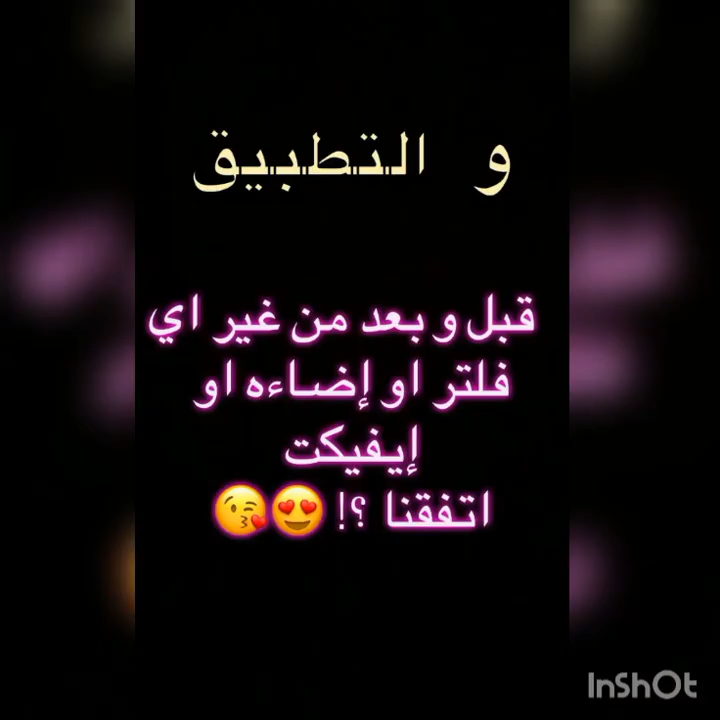 و التطبيق
قبل و بعد من غير اي
فلتر او إضاءه او
إيفيكت
اتفقنا ؟! 😍😘
InShOt